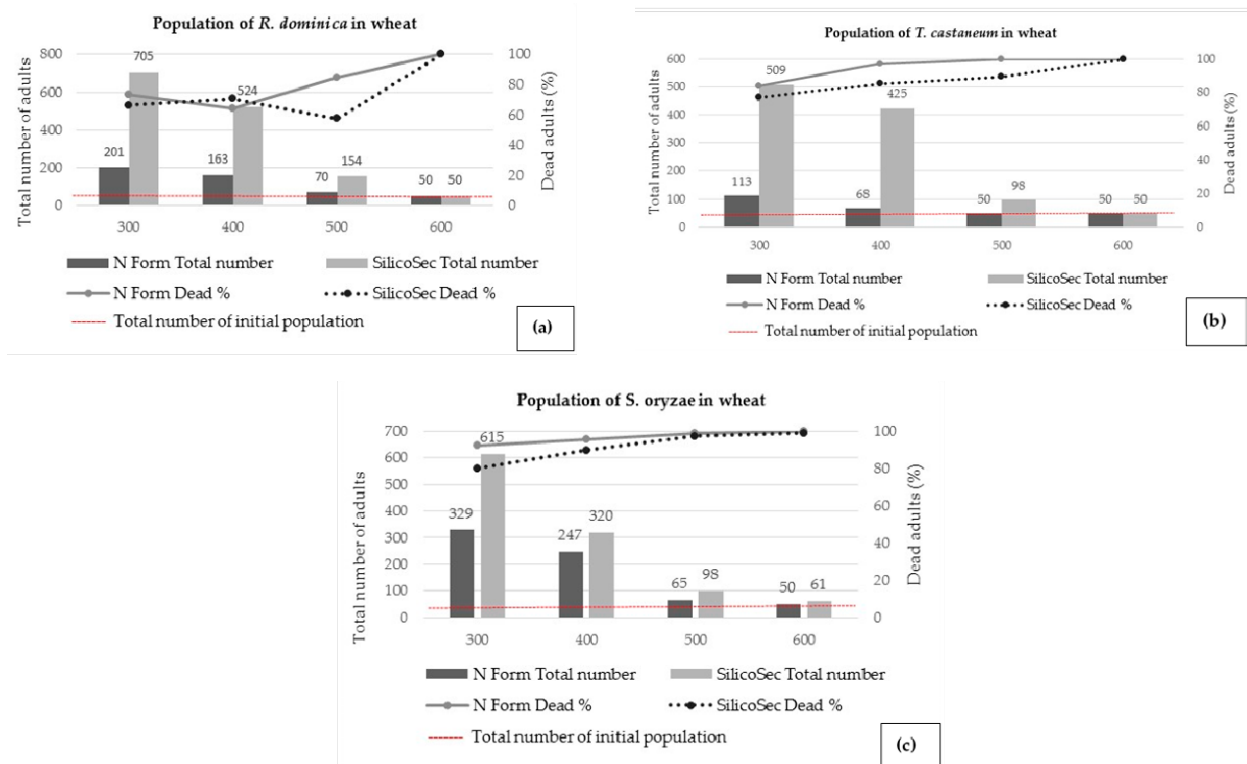 Population of R. dominica in wheat
Total number of adults
800
600
400
200
0
705
524
201
163
70
154
50
50
100
80
60
40
20
0
Dead adults (%)
300
400
500
600
N Form Total number
SilicoSec Total number
N Form Dead %
SilicoSec Dead %
Total number of initial population
(a)
Population of T. castaneum in wheat
Total number of adults
600
500
400
300
200
100
0
509
425
113
68
50
98
50
50
100
80
60
40
20
0
Dead adults (%)
300
400
500
600
N Form Total number
SilicoSec Total number
N Form Dead %
SilicoSec Dead %
Total number of initial population
(b)
Population of S. oryzae in wheat
Total number of adults
700
600
500
400
300
200
100
0
615
329
247
320
65
98
50
61
100
80
60
40
20
0
Dead adults (%)
300
400
500
600
N Form Total number
SilicoSec Total number
N Form Dead %
SilicoSec Dead %
Total number of initial population
(c)